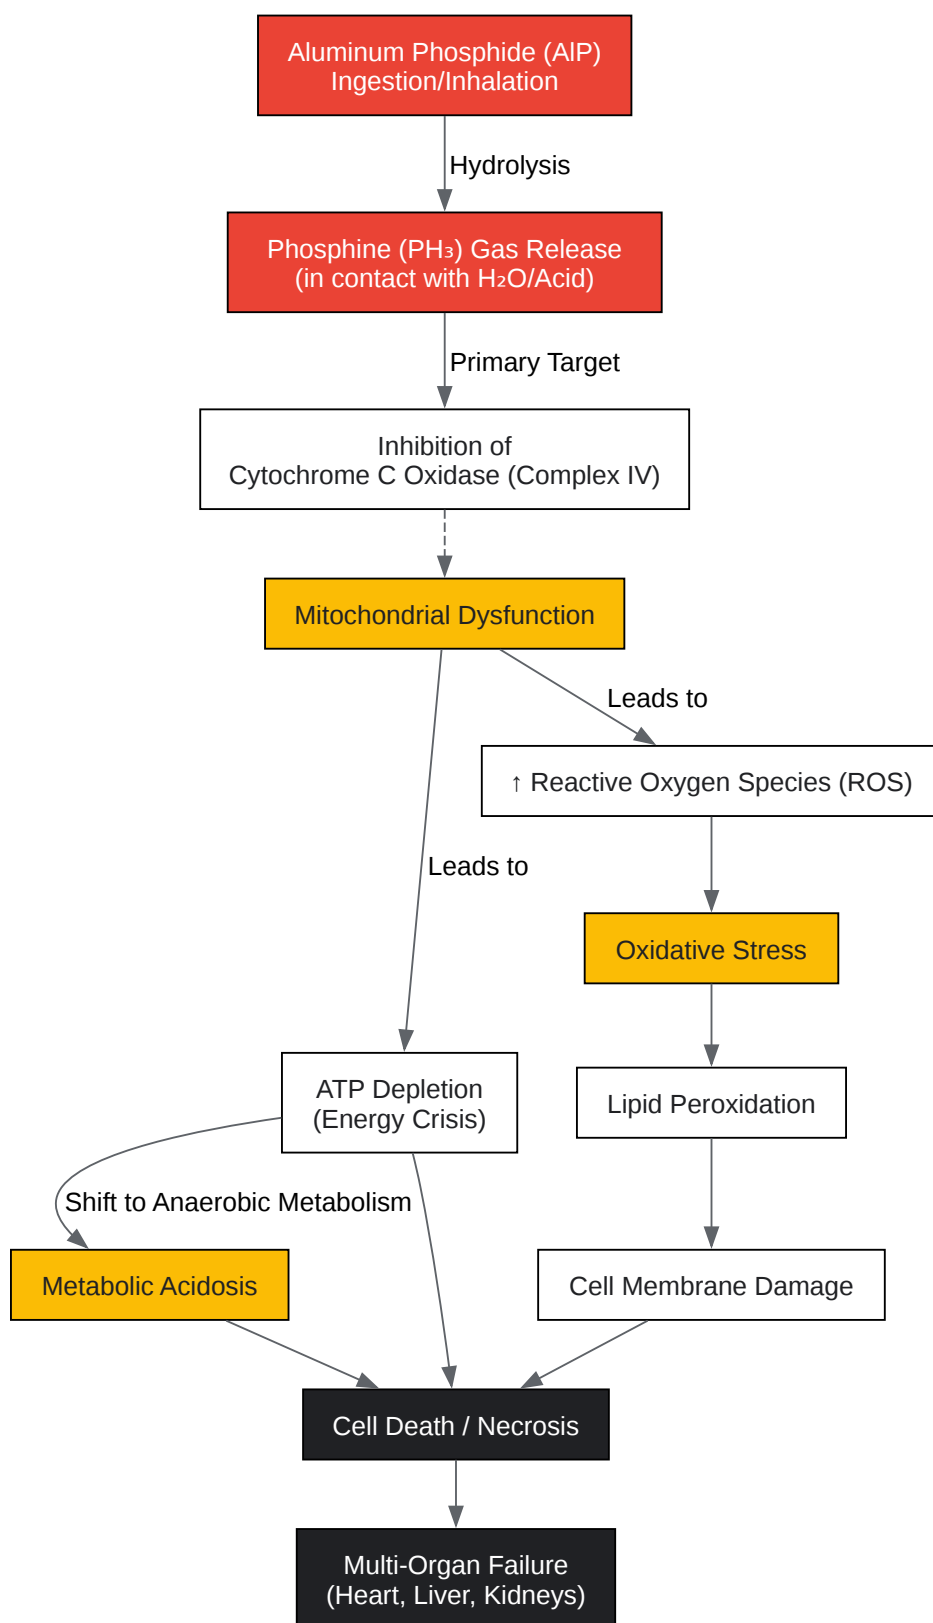 Aluminum Phosphide (AlP)
Ingestion/Inhalation
Hydrolysis
Phosphine (PH₃) Gas Release
(in contact with H₂O/Acid)
Primary Target
Inhibition of
Cytochrome C Oxidase (Complex IV)
Mitochondrial Dysfunction
Leads to
↑ Reactive Oxygen Species (ROS)
Leads to
Oxidative Stress
ATP Depletion
(Energy Crisis)
Lipid Peroxidation
Shift to Anaerobic Metabolism
Metabolic Acidosis
Cell Membrane Damage
Cell Death / Necrosis
Multi-Organ Failure
(Heart, Liver, Kidneys)